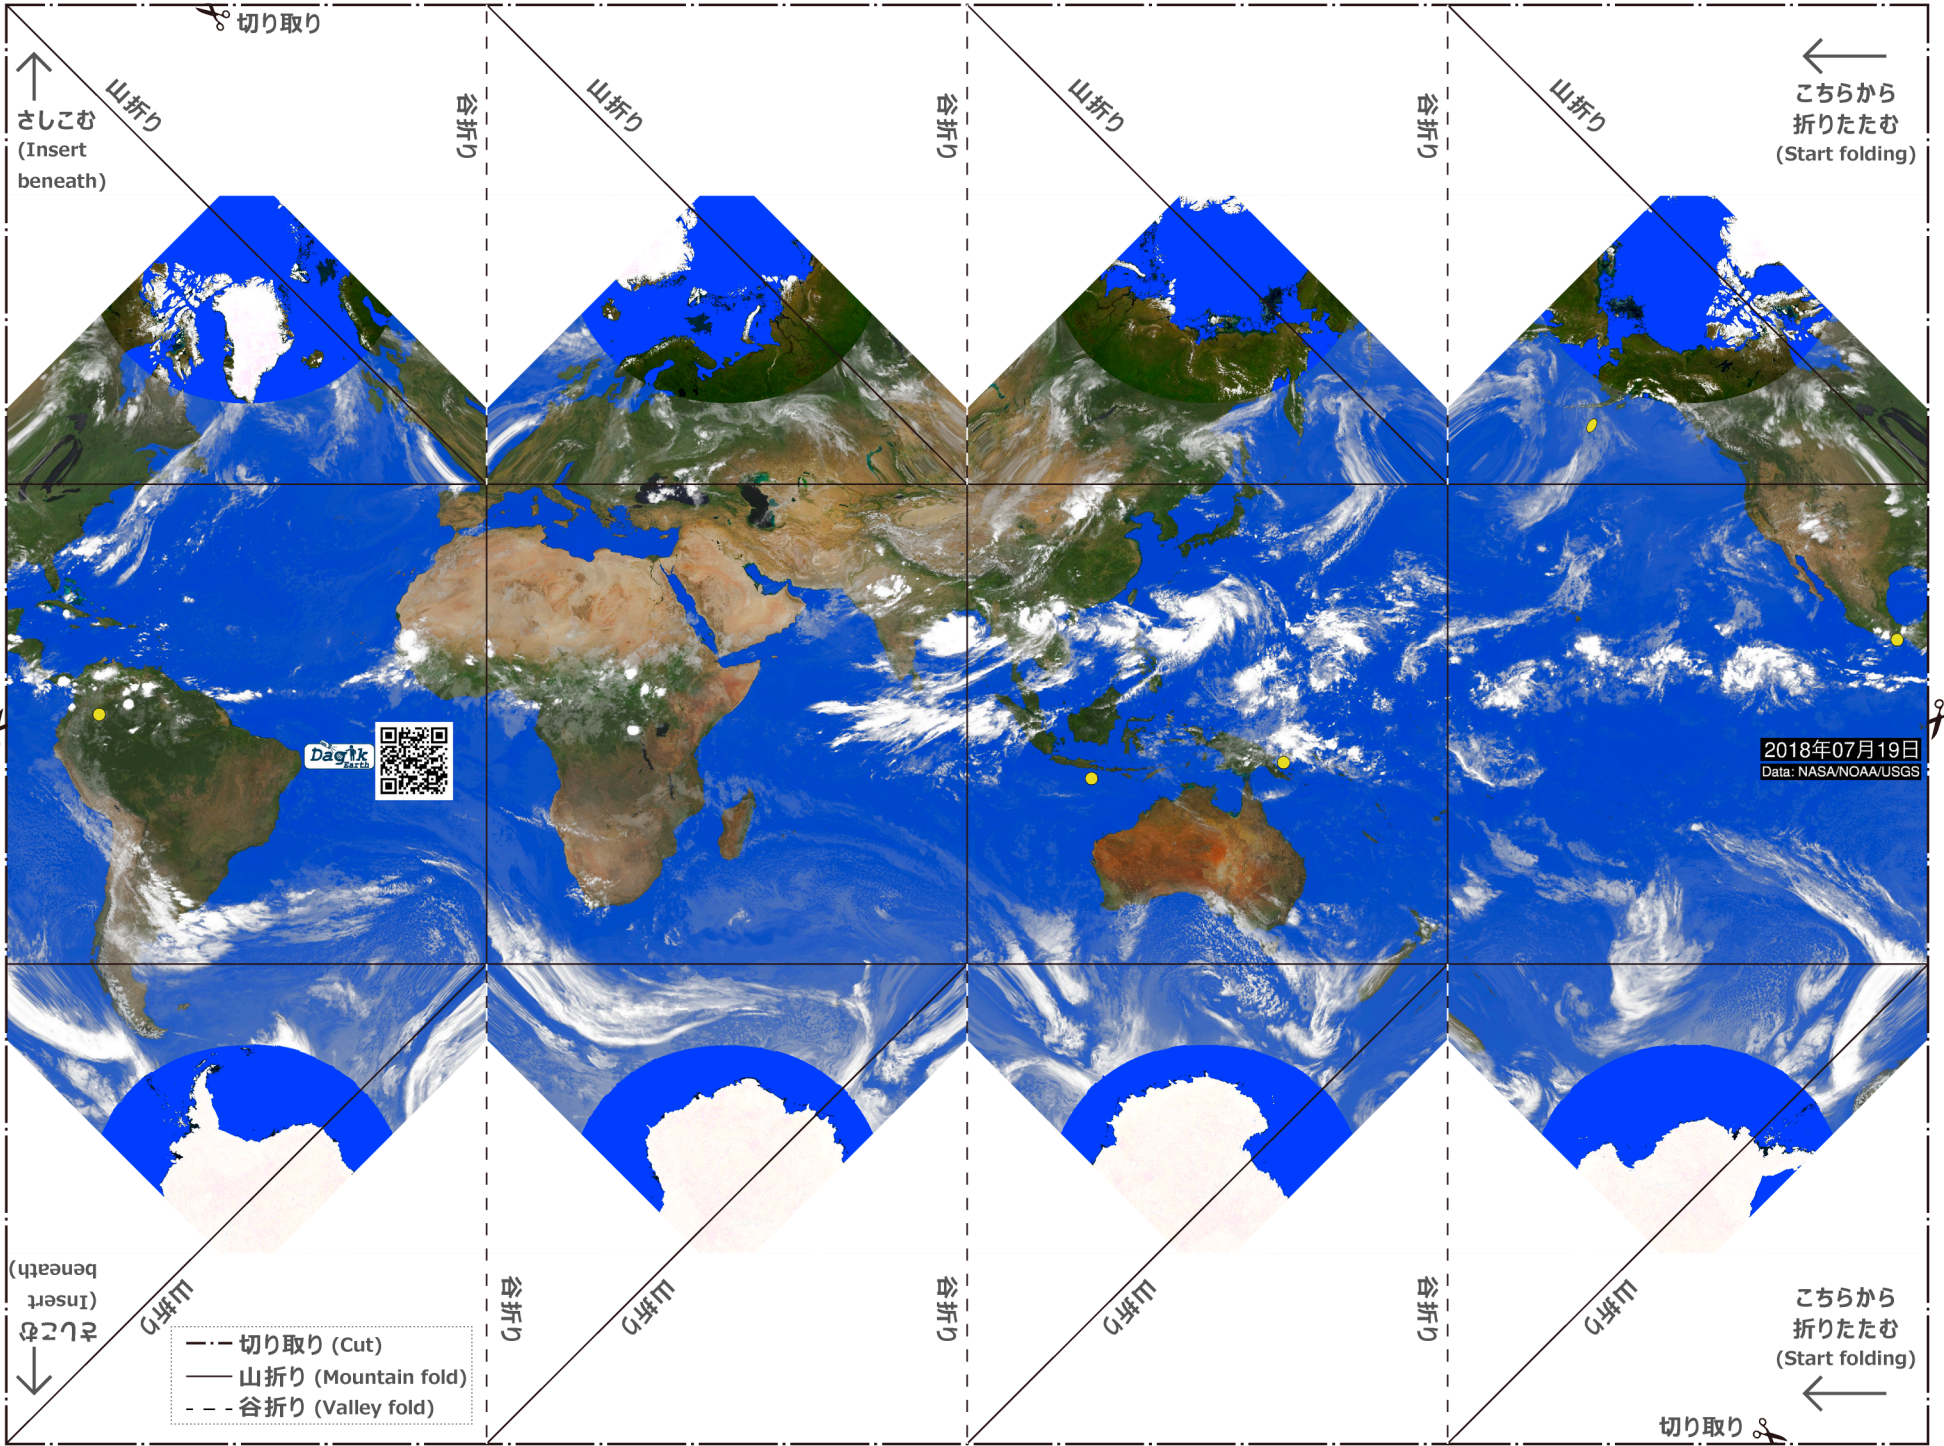 切り取り
山折り
谷折り
山折り
谷折り
山折り
谷折り
山折り
さしこむ
(Insert
beneath)
こちらから
折りたたむ
(Start folding)
Dagik
Earth
2018年07月19日
Data: NASA/NOAA/USGS
さしこむ
(Insert
beneath)
山折り
谷折り
山折り
谷折り
山折り
谷折り
山折り
こちらから
折りたたむ
(Start folding)
切り取り (Cut)
山折り (Mountain fold)
谷折り (Valley fold)
切り取り